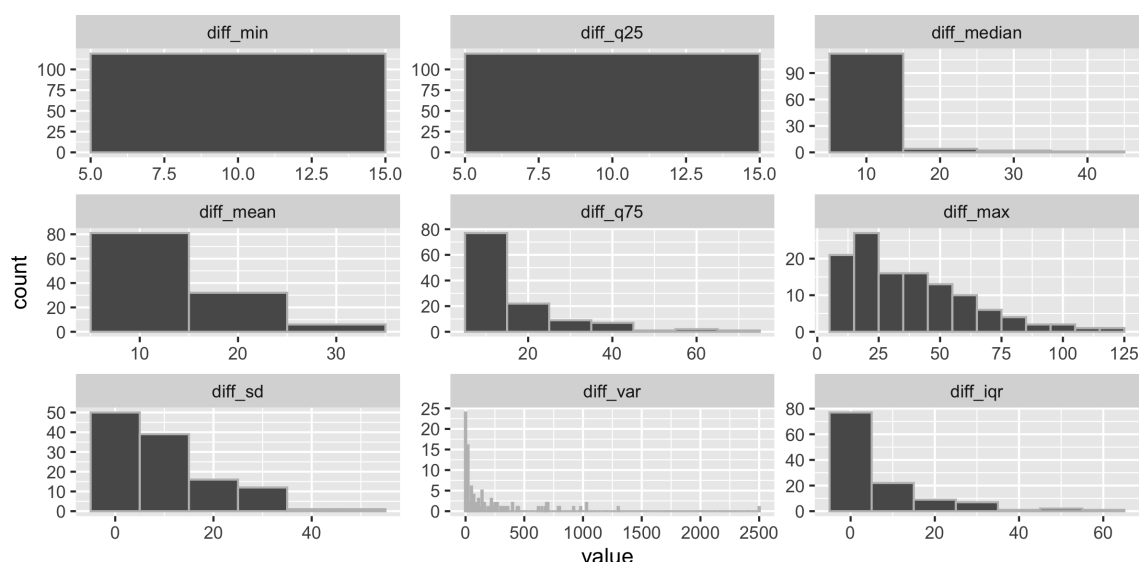 diff_min diff_q25 diff_median
100 75 50 25 0
100 75 50 25 0
90 60 30 0
5.0 7.5 10.0 12.5 15.0
5.0 7.5 10.0 12.5 15.0
10 20 30 40
diff_mean diff_q75 diff_max
80 60 40 20 0
80 60 40 20 0
20 10 0
10 20 30
20 40 60
0 25 50 75 100 125
count
diff_sd diff_var diff_iqr
50 40 30 20 10 0
25 20 15 10 5 0
80 60 40 20 0
0 20 40
0 500 1000 1500 2000 2500
0 20 40 60
value